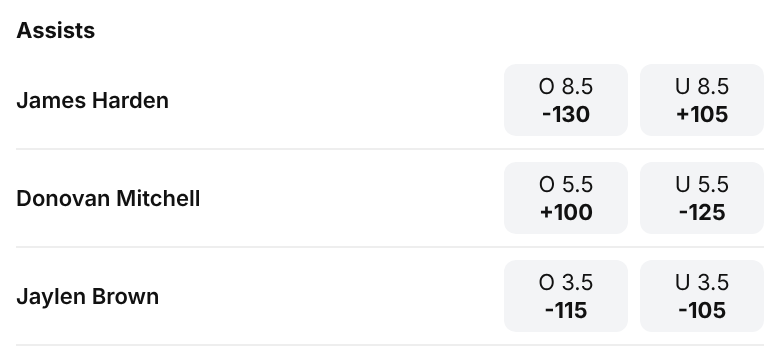 Assists
James Harden
O 8.5
-130
U 8.5
+105
Donovan Mitchell
O 5.5
+100
U 5.5
-125
Jaylen Brown
O 3.5
-115
U 3.5
-105